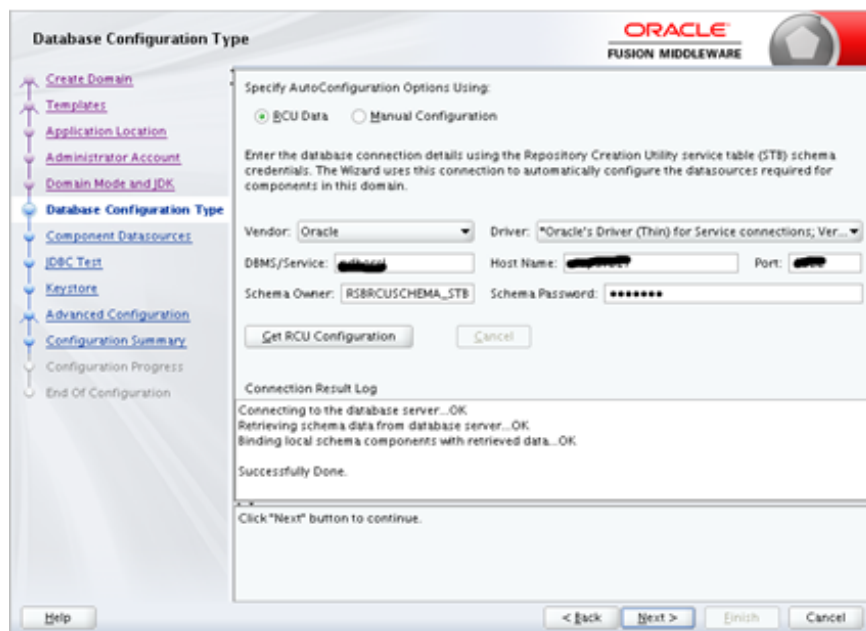 Database Configuration Type
ORACLE
FUSION MIDDLEWARE
Create Domain
Templates
Application Location
Administrator Account
Domain Mode and JDK
Database Configuration Type
Component Datasources
JDBC Test
Keystore
Advanced Configuration
Configuration Summary
Configuration Progress
End Of Configuration
Specify AutoConfiguration Options Using:
RCU Data Manual Configuration
Enter the database connection details using the Repository Creation Utility service table (STB) schema
credentials. The Wizard uses this connection to automatically configure the datasources required for
components in this domain.
Vendor: Oracle Driver: *Oracle's Driver (Thin) for Service connections; Ver...
DBMS/Service: Host Name: Port:
Schema Owner: RSBRCUSCHEMA_STB Schema Password: •••••••
Get RCU Configuration Cancel
Connection Result Log
Connecting to the database server...OK
Retrieving schema data from database server...OK
Binding local schema components with retrieved data...OK
Successfully Done.
Click "Next" button to continue.
Help < Back Next > Finish Cancel